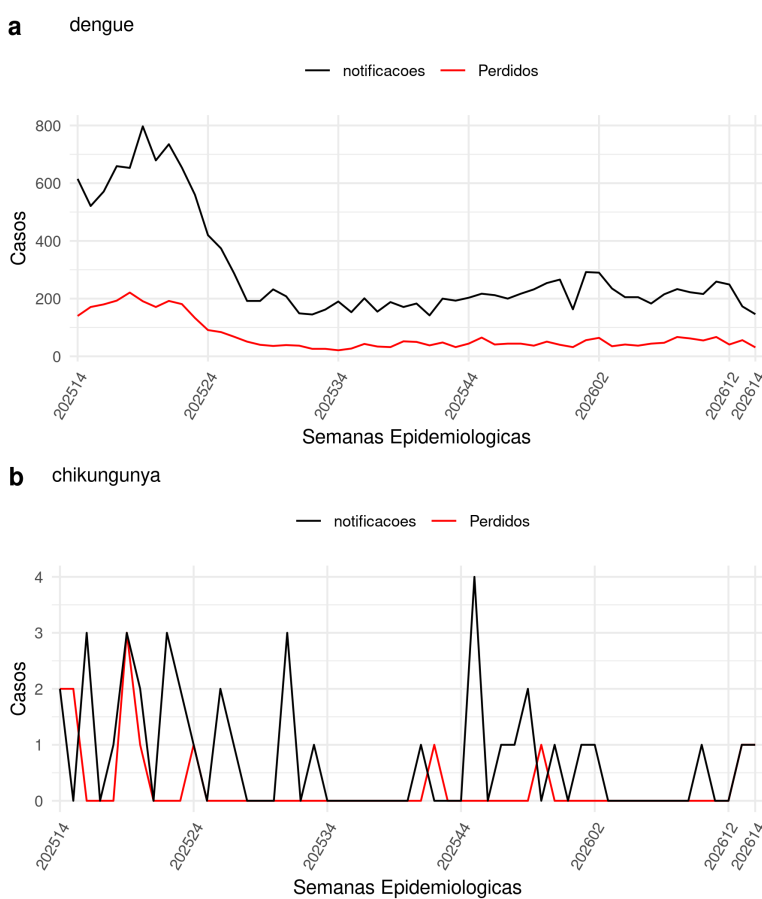 a dengue
notificacoes Perdidos
800
600
400
200
0
Casos
202514 202524 202534 202544 202602 202612 202614
Semanas Epidemiologicas
b chikungunya
notificacoes Perdidos
4
3
2
1
0
Casos
202514 202524 202534 202544 202602 202612 202614
Semanas Epidemiologicas